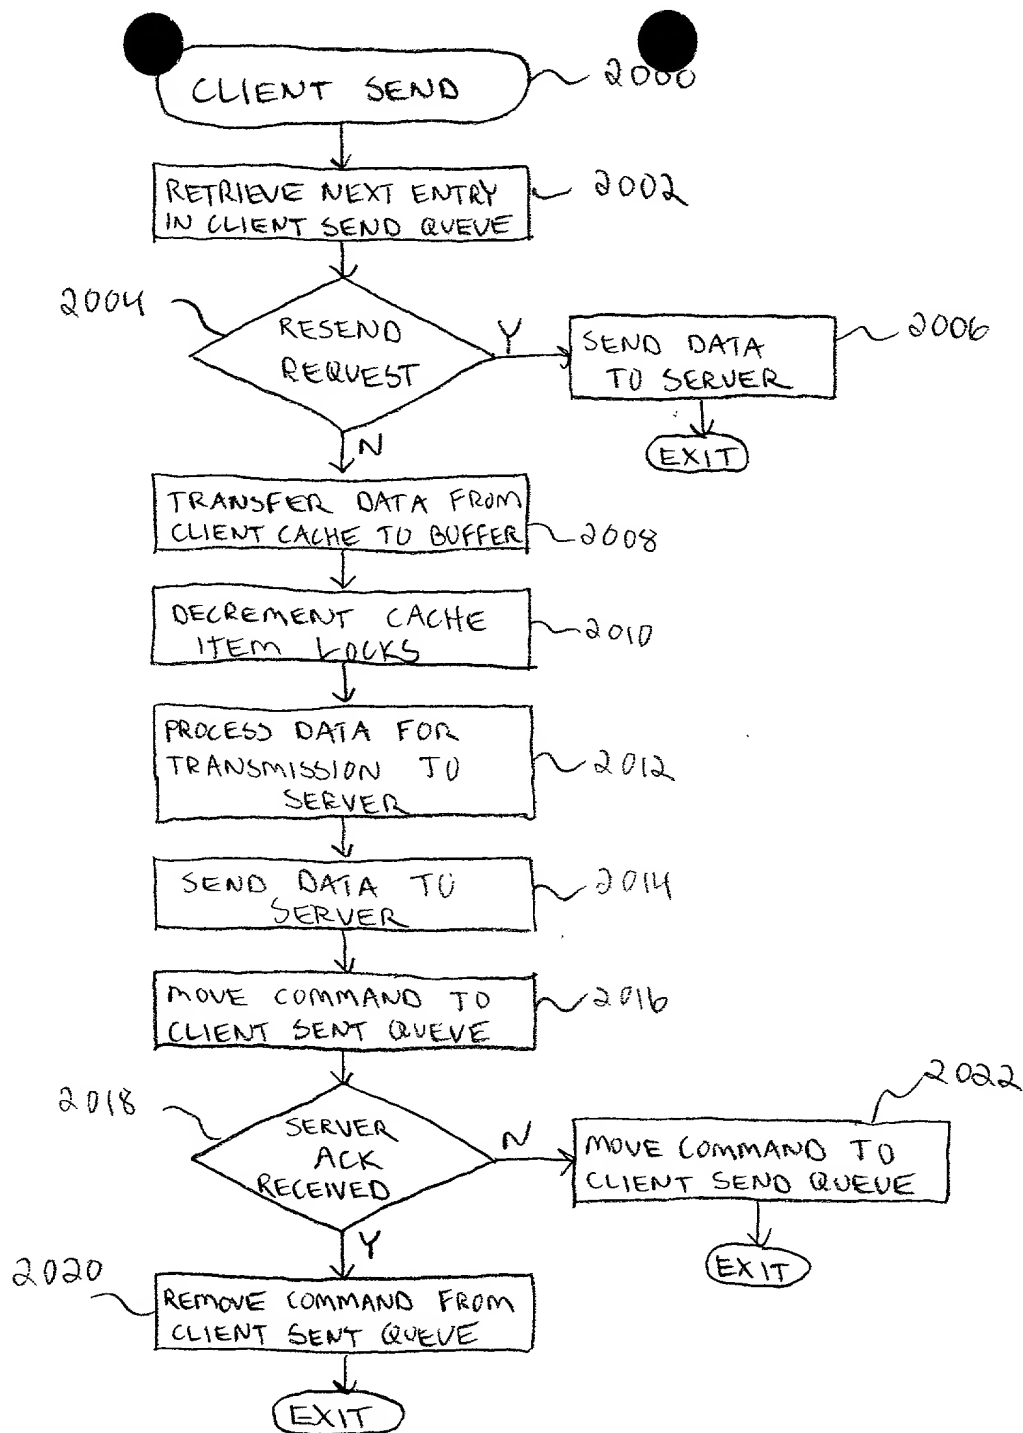 CLIENT SEND
2000
RETRIEVE NEXT ENTRY
IN CLIENT SEND QUEUE
2002
2004
RESEND
REQUEST
Y
N
SEND DATA
TO SERVER
2006
EXIT
TRANSFER DATA FROM
CLIENT CACHE TO BUFFER
2008
DECREMENT CACHE
ITEM LOCKS
2010
PROCESS DATA FOR
TRANSMISSION TO
SERVER
2012
SEND DATA TO
SERVER
2014
MOVE COMMAND TO
CLIENT SENT QUEUE
2016
2018
SERVER
ACK
RECEIVED
N
Y
MOVE COMMAND TO
CLIENT SEND QUEUE
2022
EXIT
2020
REMOVE COMMAND FROM
CLIENT SENT QUEUE
EXIT